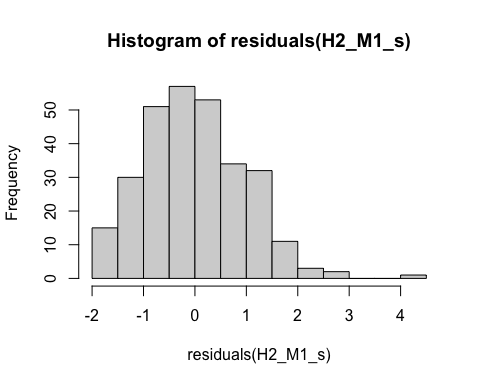 Histogram of residuals(H2_M1_s)
Frequency
50
40
30
20
10
0
-2 -1 0 1 2 3 4
residuals(H2_M1_s)